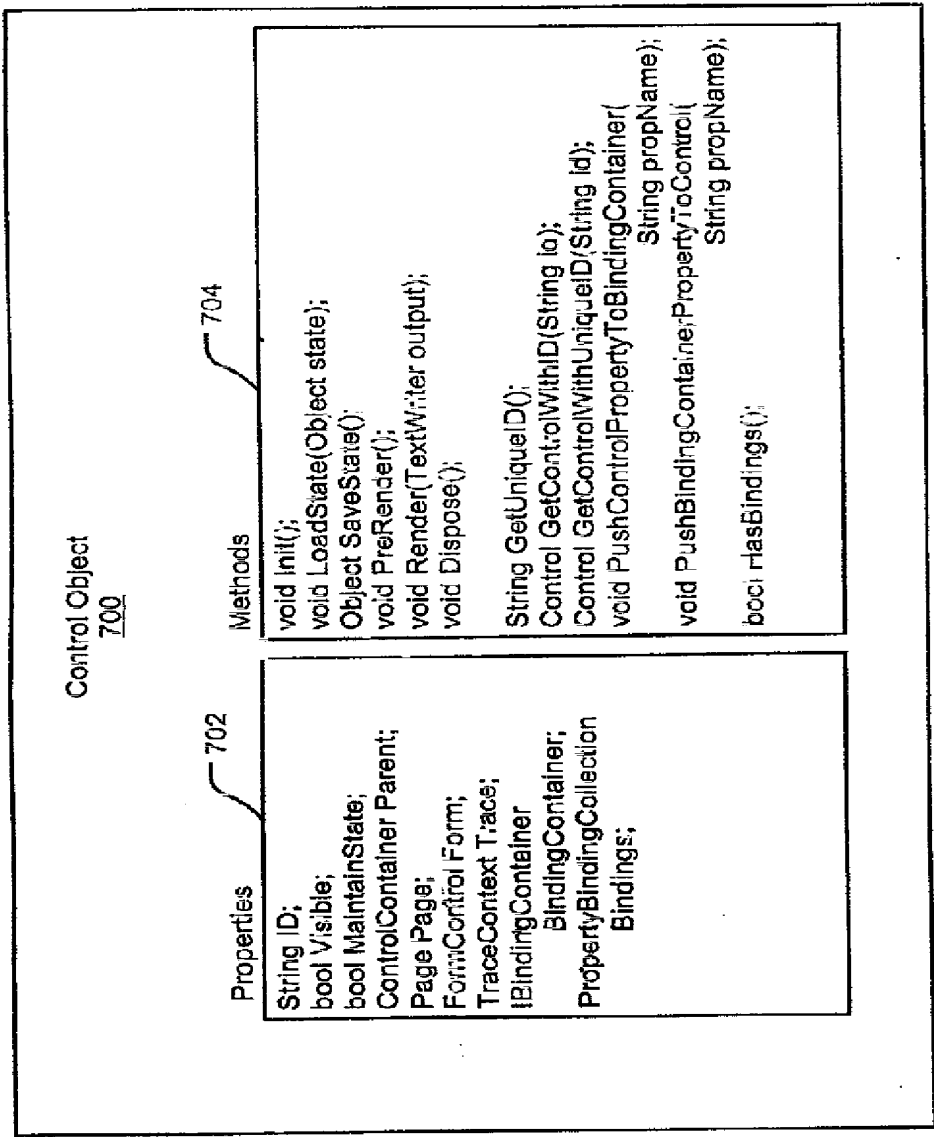 Control Object
700
Properties
702
String ID;
bool Visible;
bool MaintainState;
ControlContainer Parent;
Page Page;
FormControl Form;
TraceContext Trace;
IBindingContainer
BindingContainer;
PropertyBindingCollection
Bindings;
Methods
704
void Init();
void LoadState(Object state);
Object SaveState();
void PreRender();
void Render(TextWriter output);
void Dispose();
String GetUniqueID();
Control GetControlWithID(String id);
Control GetControlWithUniqueID(String id);
void PushControlPropertyToBindingContainer(
String propName);
void PushBindingContainerPropertyToControl(
String propName);
bool HasBindings();